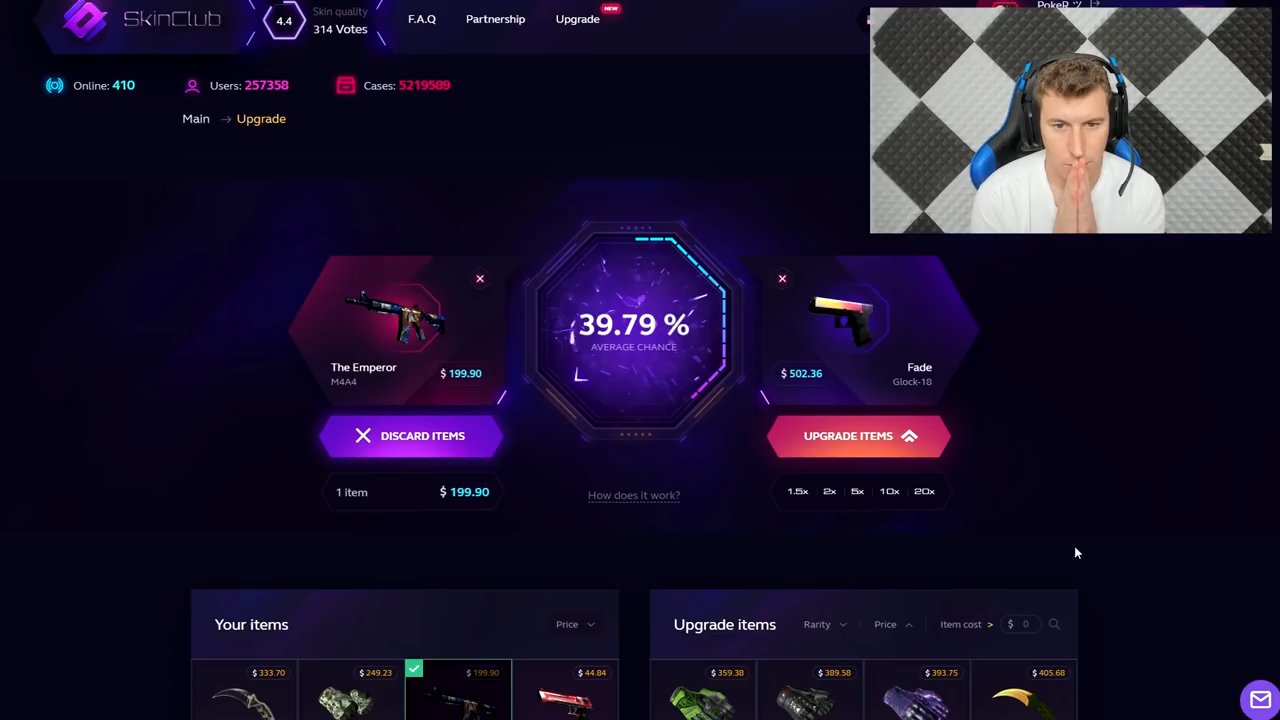 SkinClub
4.4
Skin quality
314 Votes
F.A.Q
Partnership
Upgrade
NEW
PokeR ツ
Online: 410
Users: 257358
Cases: 5219589
Main → Upgrade
39.79 %
AVERAGE CHANCE
The Emperor
M4A4
$ 199.90
$ 502.36
Fade
Glock-18
DISCARD ITEMS
UPGRADE ITEMS
1 item
$ 199.90
How does it work?
1.5x 2x 5x 10x 20x
Your items
Price
Upgrade items
Rarity
Price
Item cost >
$ 0
$ 333.70
$ 249.23
$ 199.90
$ 44.84
$ 359.38
$ 389.58
$ 393.75
$ 405.68